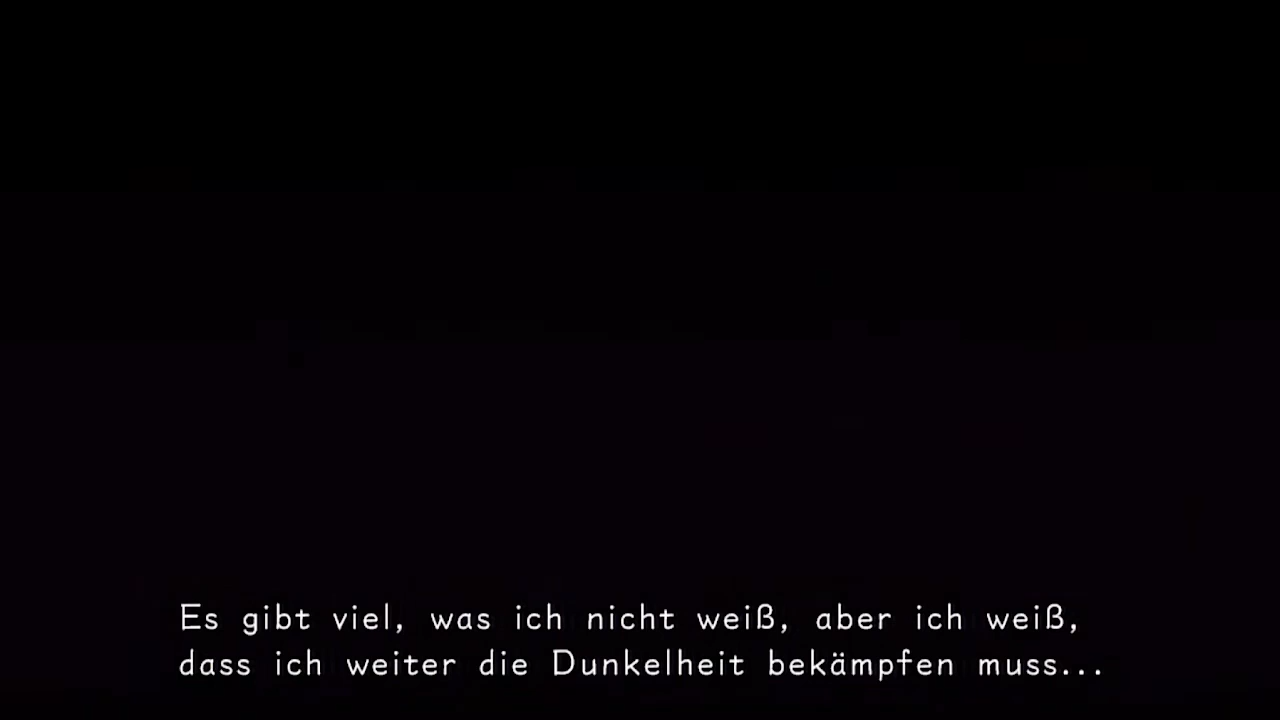 Es gibt viel, was ich nicht weiß, aber ich weiß,
dass ich weiter die Dunkelheit bekämpfen muss...